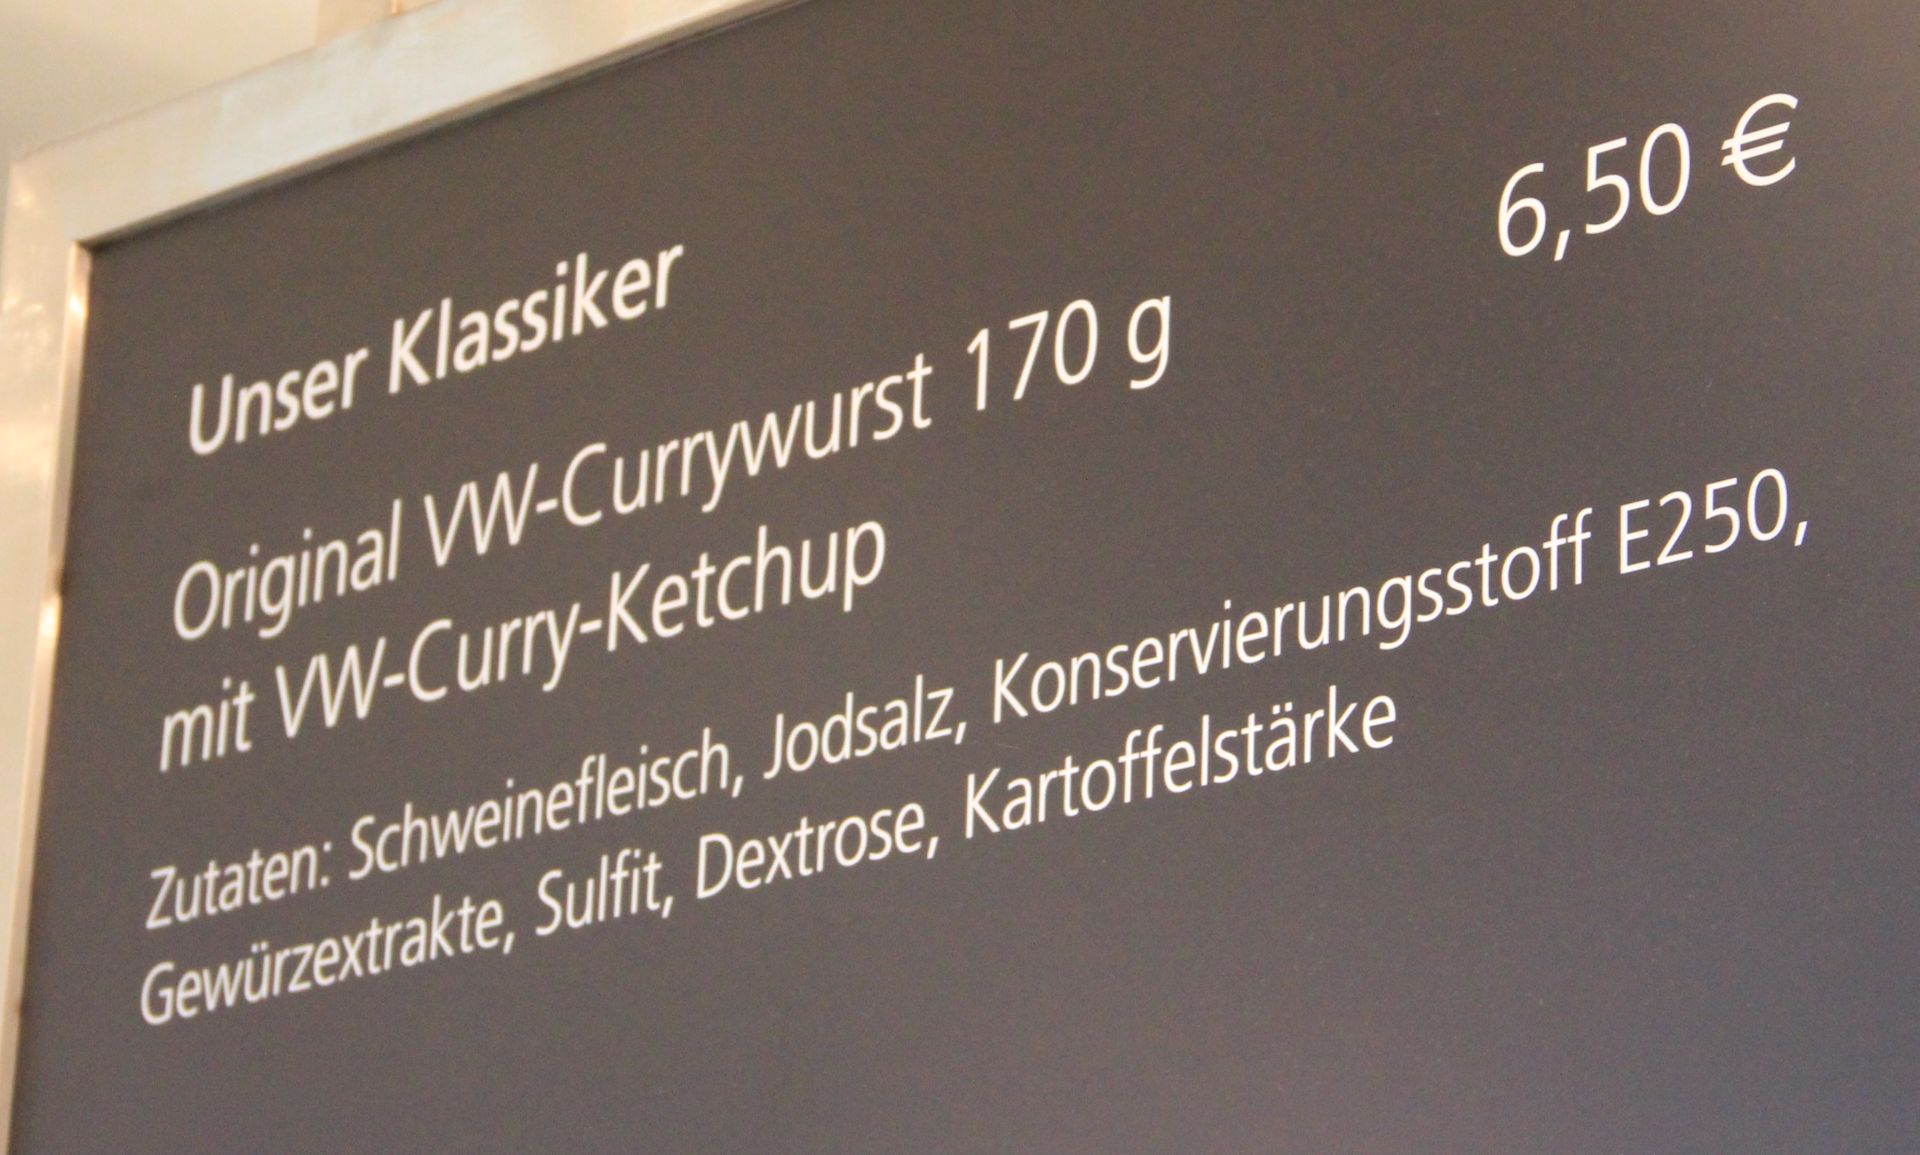 Unser Klassiker
6,50 €
Original VW-Currywurst 170 g
mit VW-Curry-Ketchup
Zutaten: Schweinefleisch, Jodsalz, Konservierungsstoff E250,
Gewürzextrakte, Sulfit, Dextrose, Kartoffelstärke